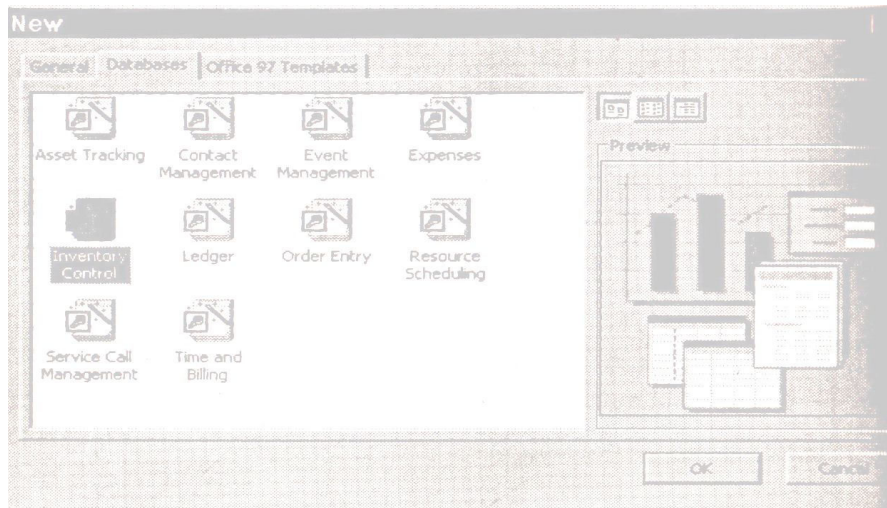 New
General Databases Office 97 Templates
Asset Tracking
Contact
Management
Event
Management
Expenses
Inventory
Control
Ledger
Order Entry
Resource
Scheduling
Service Call
Management
Time and
Billing
Preview
OK
Cancel